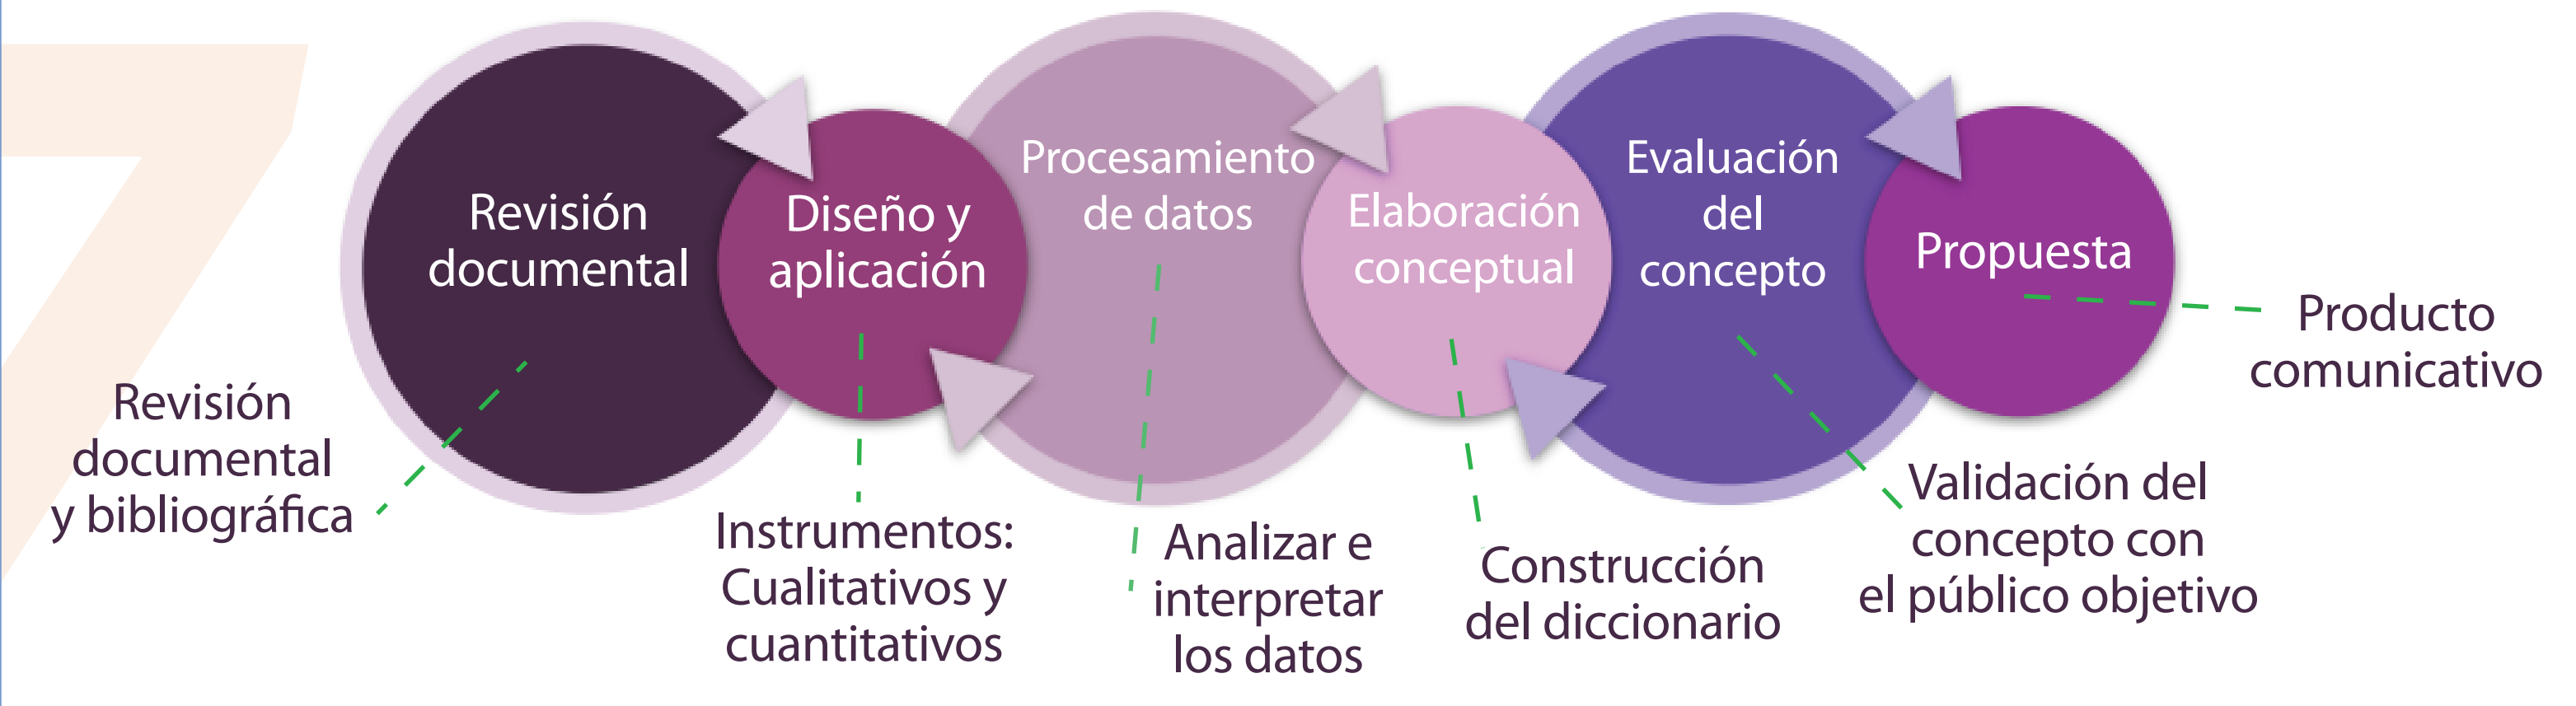 7
Revisión
documental
Diseño y
aplicación
Procesamiento
de datos
Elaboración
conceptual
Evaluación
del
concepto
Propuesta
Revisión
documental
y bibliográfica
Instrumentos:
Cualitativos y
cuantitativos
Analizar e
interpretar
los datos
Construcción
del diccionario
Validación del
concepto con
el público objetivo
Producto
comunicativo